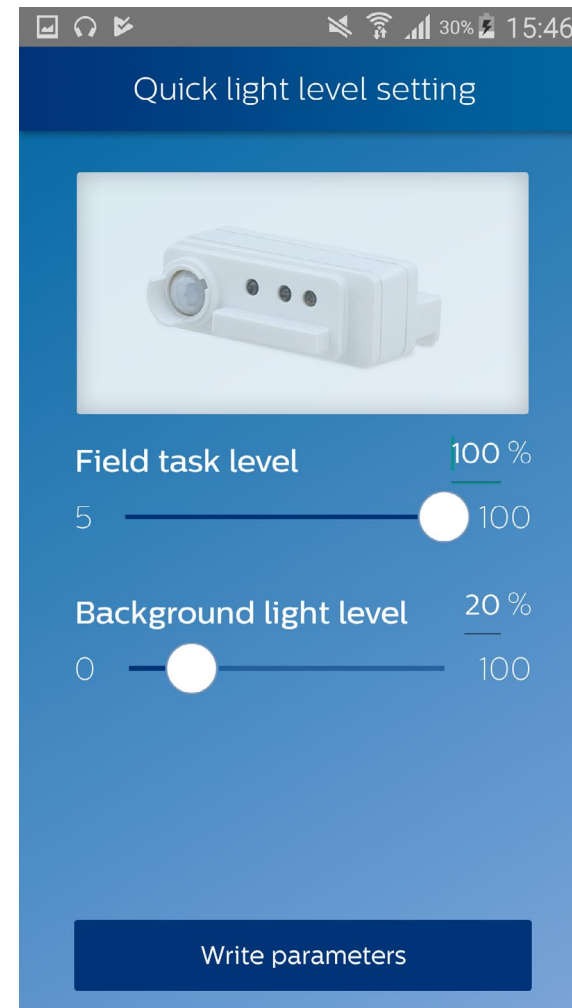 30% 15:46
Quick light level setting
Field task level 100 %
5 100
Background light level 20 %
0 100
Write parameters